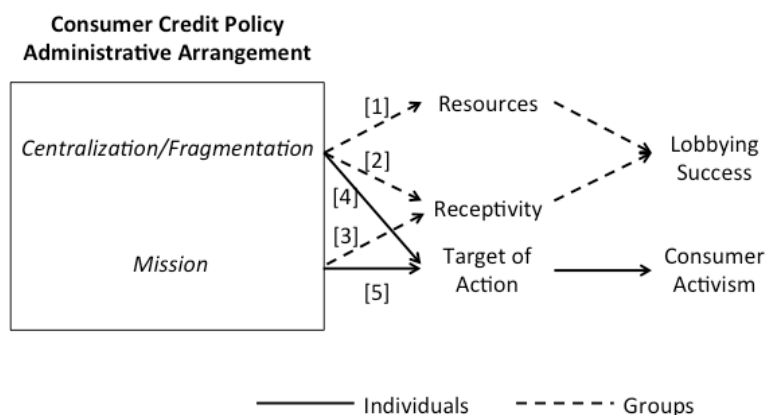 Consumer Credit Policy
Administrative Arrangement
[1]
Resources
Centralization/Fragmentation
[2]
Lobbying
Success
[4]
Receptivity
[3]
Mission
Target of
Action
Consumer
Activism
[5]
Individuals
Groups